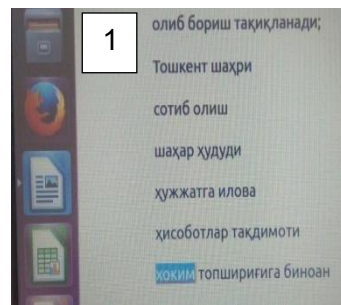 1
олиб бориш тақиқланади;
Тошкент шаҳри
сотиб олиш
шаҳар ҳудуди
ҳужжатга илова
ҳисоботлар тақдимоти
ҳоким топшириғига биноан